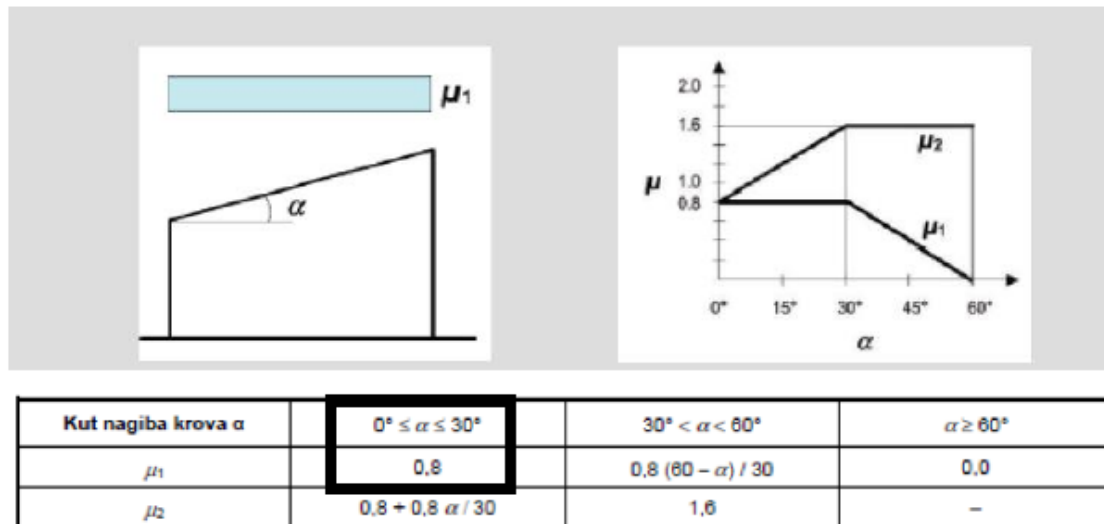 μ1
α
2.0
1.6
μ2
μ
1.0
0.8
μ1
0° 15° 30° 45° 60°
α
Kut nagiba krova α 0° ≤ α ≤ 30° 30° < α < 60° α ≥ 60°
μ1 0,8 0,8 (60 – α) / 30 0,0
μ2 0,8 + 0,8 α / 30 1,6 –